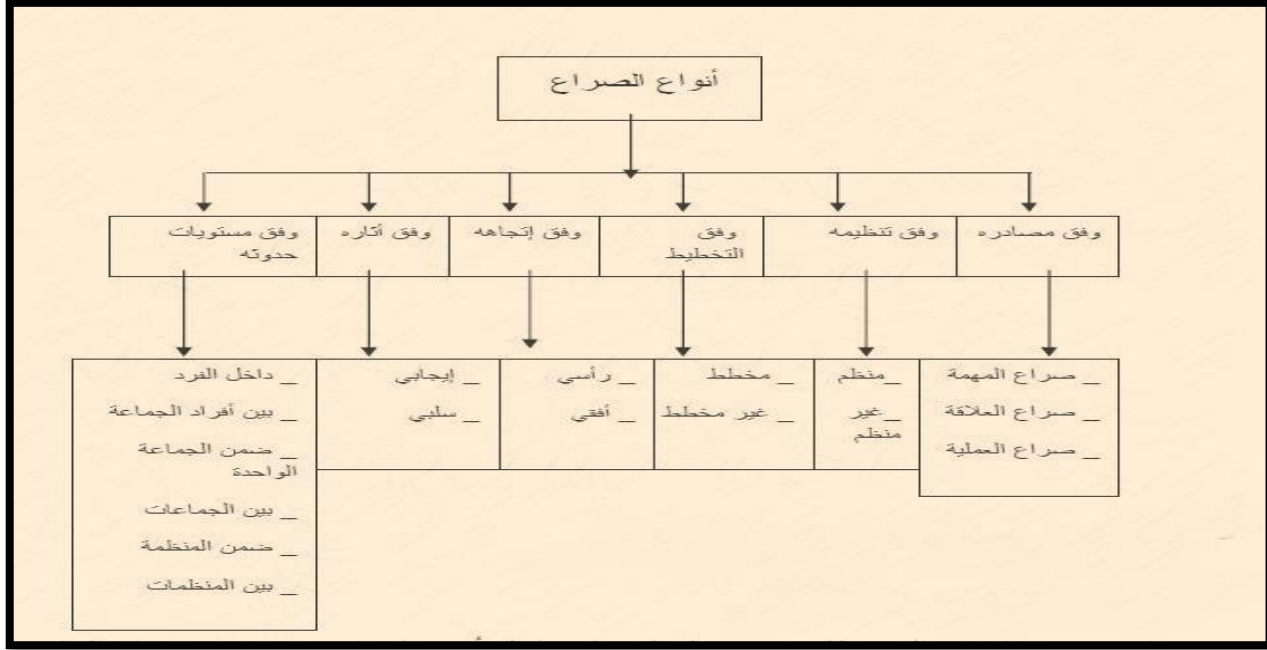 أنواع الصراع
وفق مصادره
وفق تنظيمه
وفق
التخطيط
وفق إتجاهه
وفق أثاره
وفق مستويات
حدوثه
_ صراع المهمة
_ صراع العلاقة
_ صراع العملية
_منظم
_غير
منظم
_ مخطط
_ غير مخطط
_ رأسي
_ أفقي
_ إيجابي
_ سلبي
_ داخل الفرد
_ بين أفراد الجماعة
_ ضمن الجماعة
الواحدة
_ بين الجماعات
_ ضمن المنظمة
_ بين المنظمات